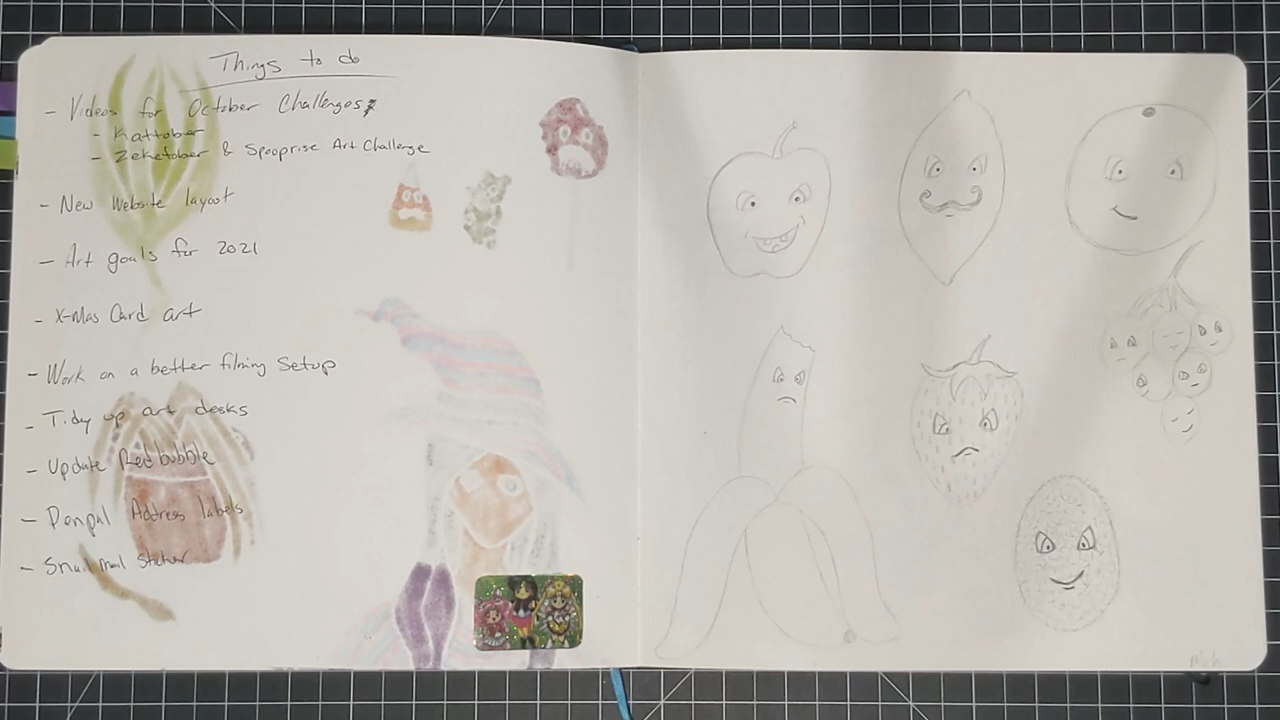 Things to do
- Videos for October Challenges
- Kattober
- Zeketober & Spooprise Art Challenge
- New Website layout
- Art goals for 2021
- X-Mas Card art
- Work on a better filming Setup
- Tidy up art desks
- Update Redbubble
- Penpal Address labels
- Snail mail Sticker